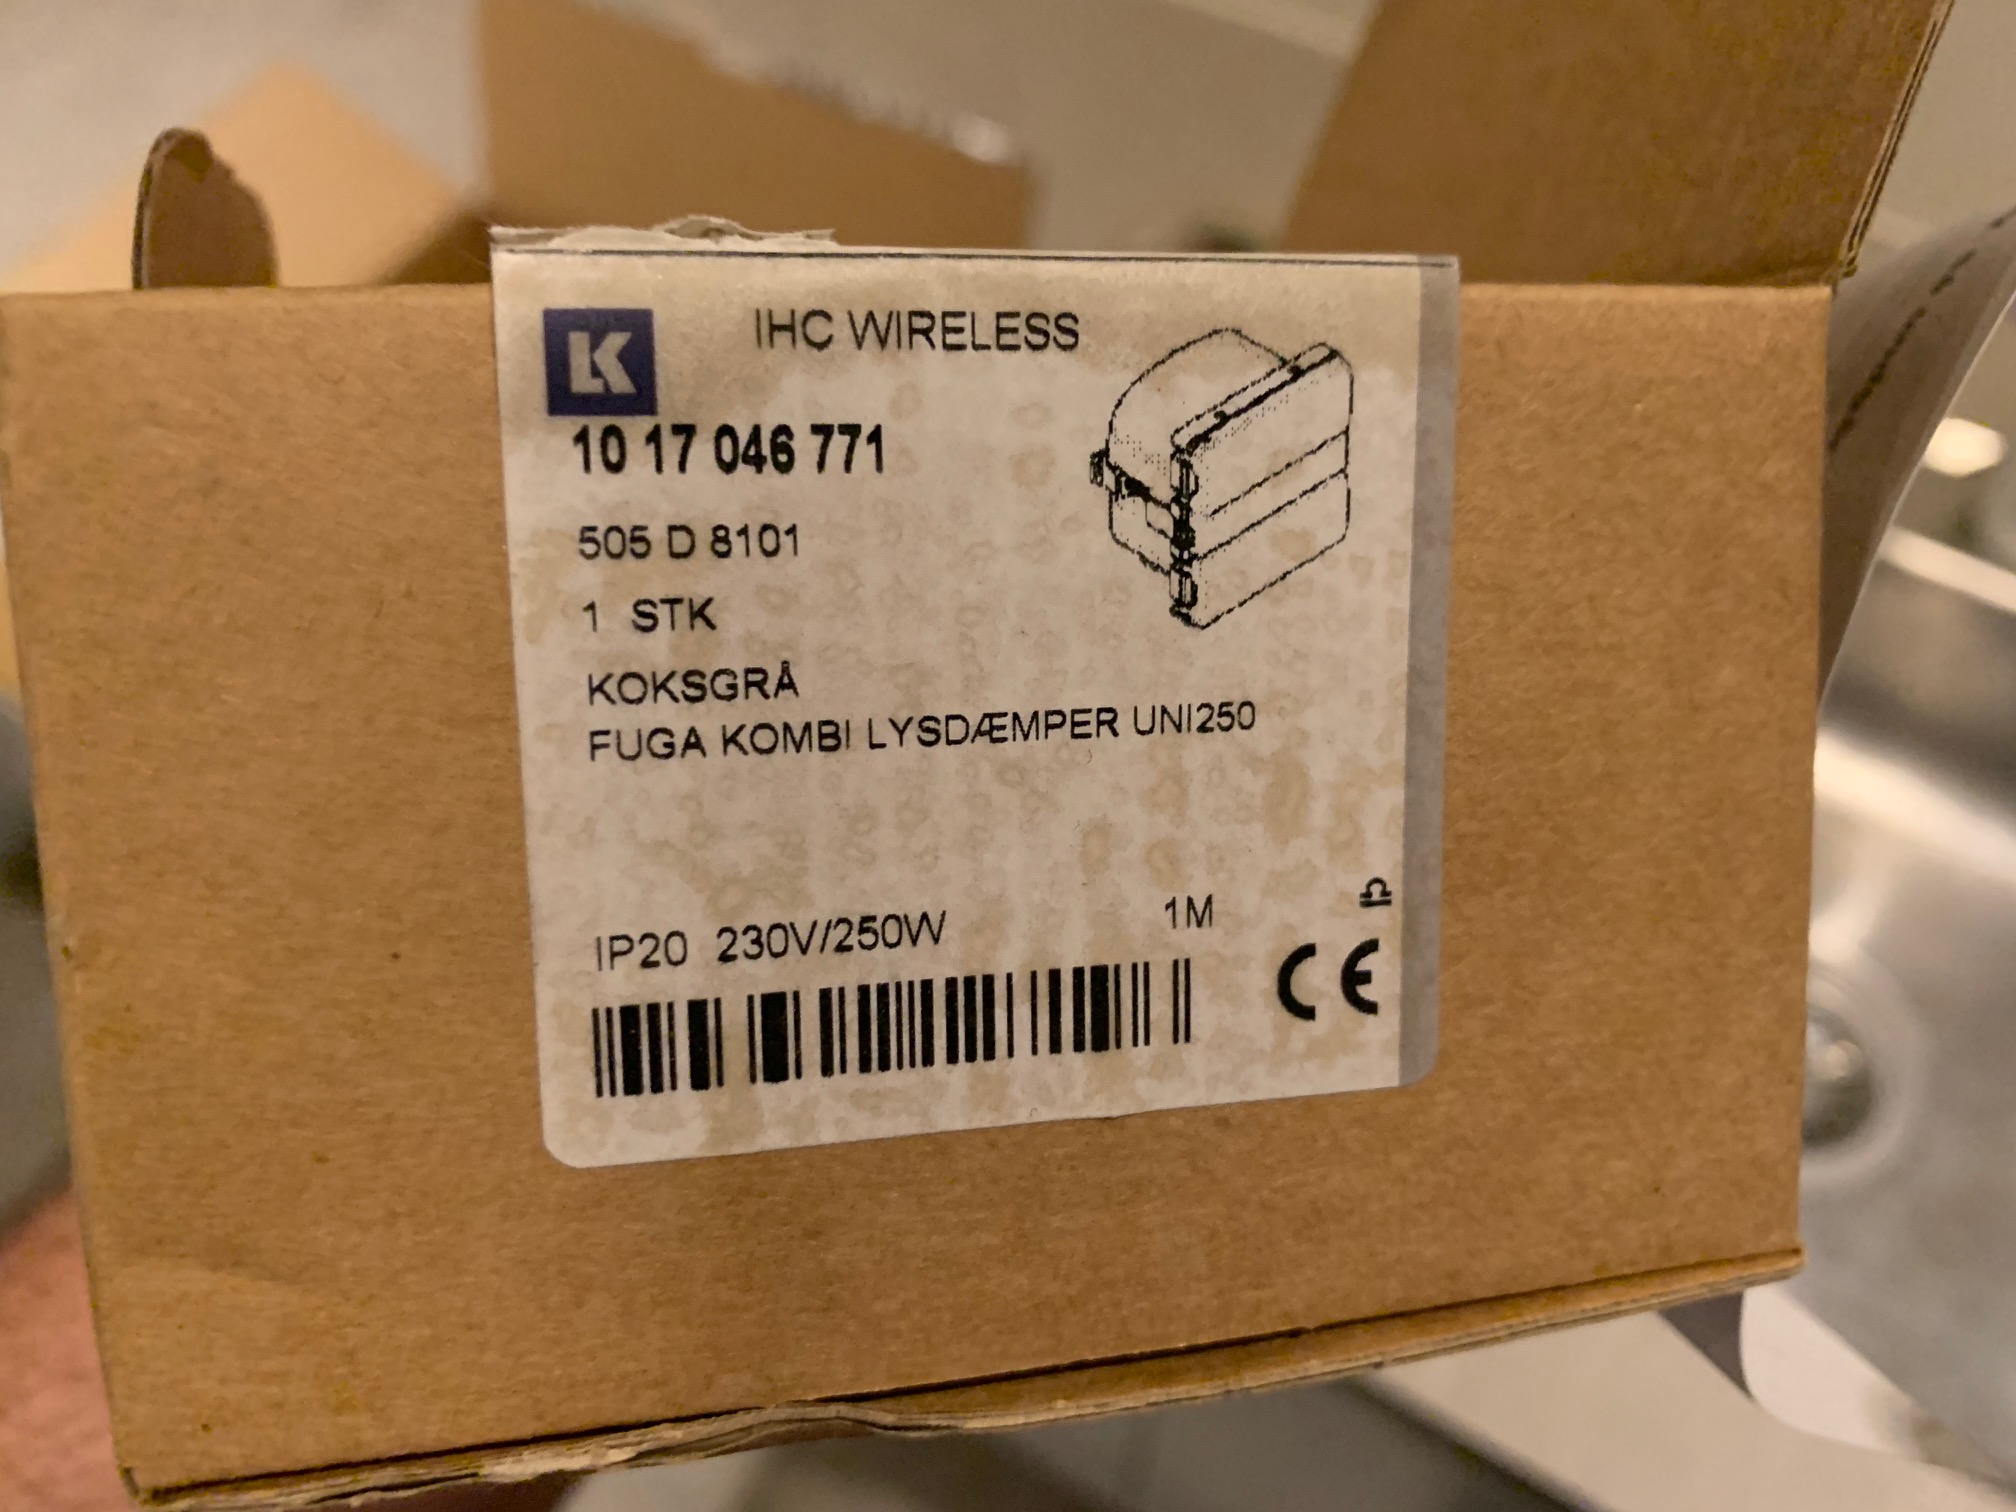 LK
IHC WIRELESS
10 17 046 771
505 D 8101
1 STK
KOKSGRÅ
FUGA KOMBI LYSDÆMPER UNI250
IP20 230V/250W
1M
CE